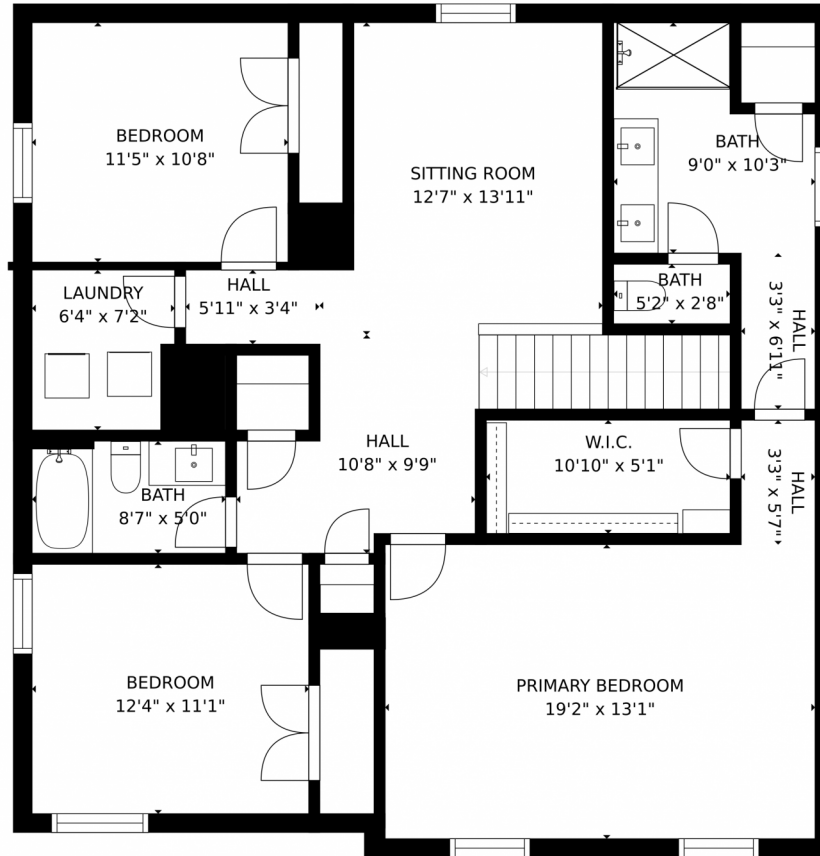 BEDROOM
11'5" x 10'8"
SITTING ROOM
12'7" x 13'11"
BATH
9'0" x 10'3"
LAUNDRY
6'4" x 7'2"
HALL
5'11" x 3'4"
BATH
5'2" x 2'8"
HALL
3'3" x 6'11"
HALL
10'8" x 9'9"
W.I.C.
10'10" x 5'1"
HALL
3'3" x 5'7"
BATH
8'7" x 5'0"
BEDROOM
12'4" x 11'1"
PRIMARY BEDROOM
19'2" x 13'1"